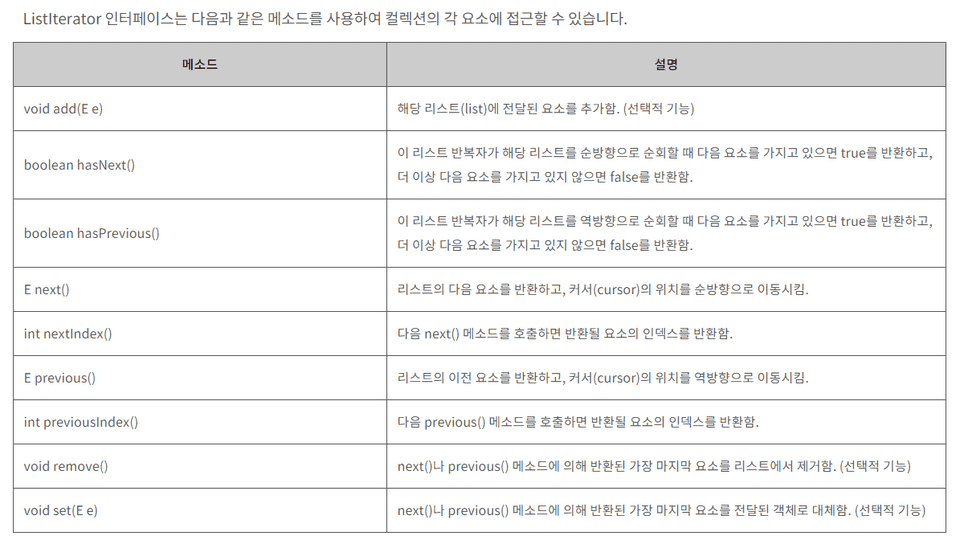 ListIterator 인터페이스는 다음과 같은 메소드를 사용하여 컬렉션의 각 요소에 접근할 수 있습니다.
메소드 설명
void add(E e) 해당 리스트(list)에 전달된 요소를 추가함. (선택적 기능)
boolean hasNext() 이 리스트 반복자가 해당 리스트를 순방향으로 순회할 때 다음 요소를 가지고 있으면 true를 반환하고,
더 이상 다음 요소를 가지고 있지 않으면 false를 반환함.
boolean hasPrevious() 이 리스트 반복자가 해당 리스트를 역방향으로 순회할 때 다음 요소를 가지고 있으면 true를 반환하고,
더 이상 다음 요소를 가지고 있지 않으면 false를 반환함.
E next() 리스트의 다음 요소를 반환하고, 커서(cursor)의 위치를 순방향으로 이동시킴.
int nextIndex() 다음 next() 메소드를 호출하면 반환될 요소의 인덱스를 반환함.
E previous() 리스트의 이전 요소를 반환하고, 커서(cursor)의 위치를 역방향으로 이동시킴.
int previousIndex() 다음 previous() 메소드를 호출하면 반환될 요소의 인덱스를 반환함.
void remove() next()나 previous() 메소드에 의해 반환된 가장 마지막 요소를 리스트에서 제거함. (선택적 기능)
void set(E e) next()나 previous() 메소드에 의해 반환된 가장 마지막 요소를 전달된 객체로 대체함. (선택적 기능)